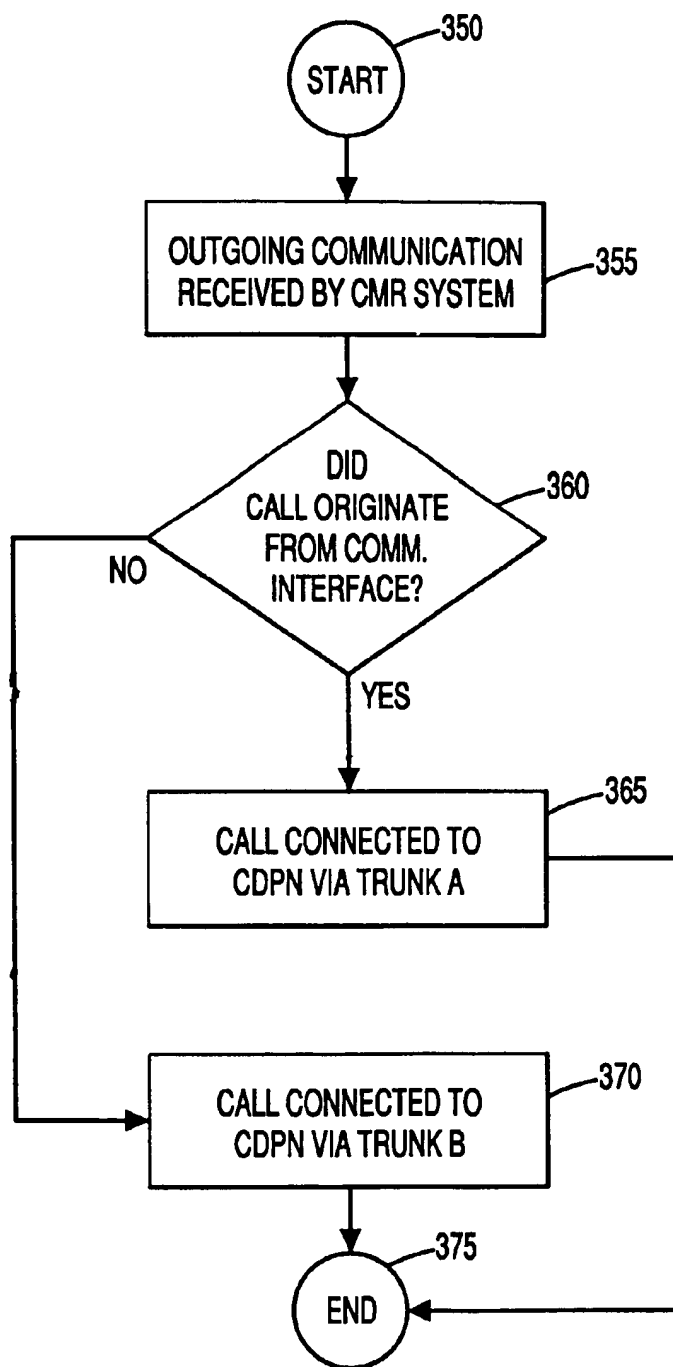 350
START
OUTGOING COMMUNICATION
RECEIVED BY CMR SYSTEM
355
DID
CALL ORIGINATE
FROM COMM.
INTERFACE?
360
NO
YES
365
CALL CONNECTED TO
CDPN VIA TRUNK A
370
CALL CONNECTED TO
CDPN VIA TRUNK B
375
END